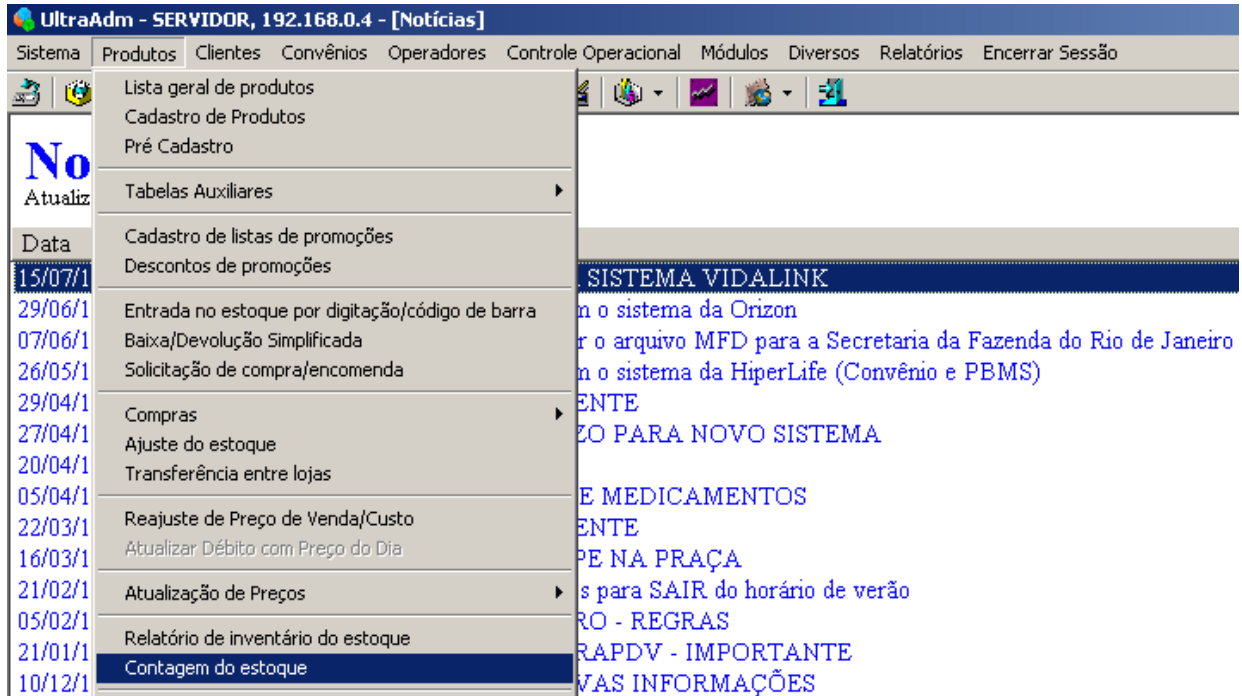 UltraAdm - SERVIDOR, 192.168.0.4 - [Notícias]
Sistema Produtos Clientes Convênios Operadores Controle Operacional Módulos Diversos Relatórios Encerrar Sessão
Lista geral de produtos
Cadastro de Produtos
Pré Cadastro
Tabelas Auxiliares
Cadastro de listas de promoções
Descontos de promoções
Entrada no estoque por digitação/código de barra
Baixa/Devolução Simplificada
Solicitação de compra/encomenda
Compras
Ajuste do estoque
Transferência entre lojas
Reajuste de Preço de Venda/Custo
Atualizar Débito com Preço do Dia
Atualização de Preços
Relatório de inventário do estoque
Contagem do estoque
No
Atualiz
Data
15/07/1 SISTEMA VIDALINK
29/06/1 m o sistema da Orizon
07/06/1 r o arquivo MFD para a Secretaria da Fazenda do Rio de Janeiro
26/05/1 m o sistema da HiperLife (Convênio e PBMS)
29/04/1 ENTE
27/04/1 ZO PARA NOVO SISTEMA
20/04/1
05/04/1 E MEDICAMENTOS
22/03/1 ENTE
16/03/1 PE NA PRAÇA
21/02/1 s para SAIR do horário de verão
05/02/1 RO - REGRAS
21/01/1 RAPDV - IMPORTANTE
10/12/1 VAS INFORMAÇÕES